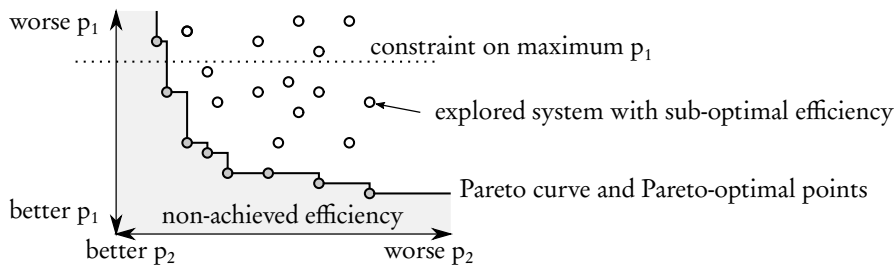 worse p₁
constraint on maximum p₁
explored system with sub-optimal efficiency
Pareto curve and Pareto-optimal points
better p₁
non-achieved efficiency
better p₂
worse p₂